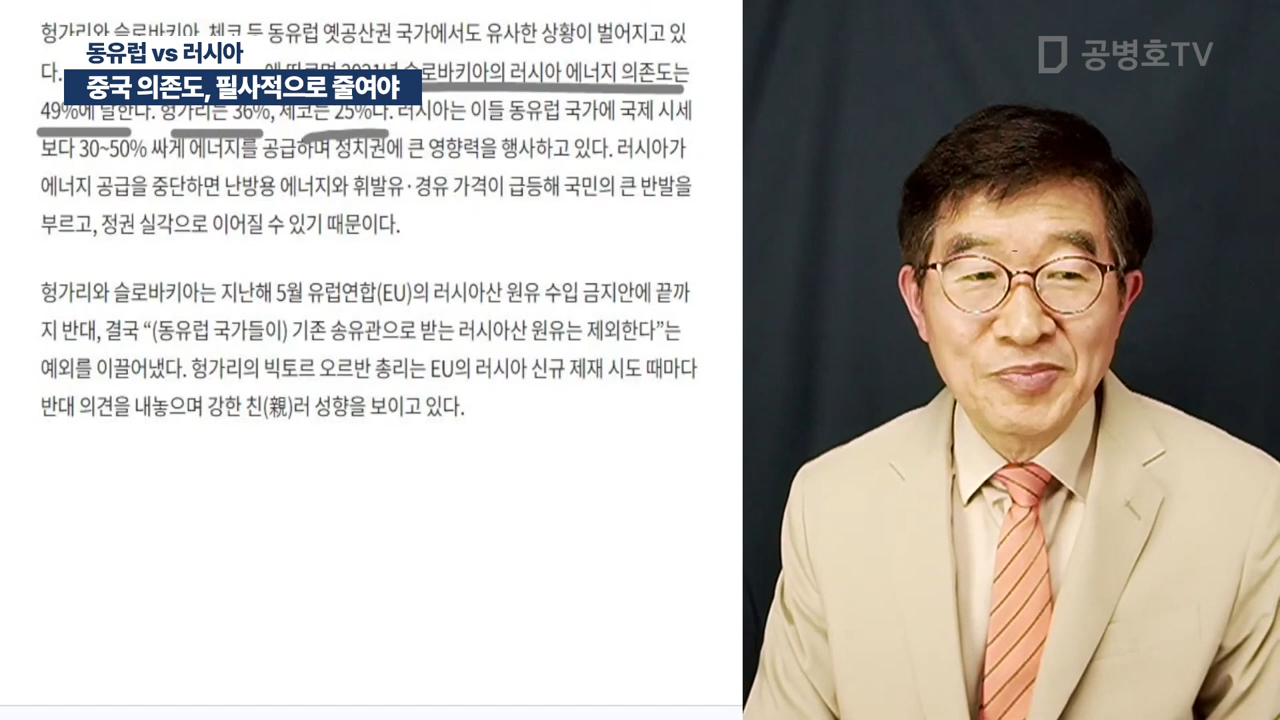 헝가리와 슬로바키아, 체코 등 동유럽 옛공산권 국가에서도 유사한 상황이 벌어지고 있
동유럽 vs 러시아
다. 에 따르면 2021년 슬로바키아의 러시아 에너지 의존도는
중국 의존도, 필사적으로 줄여야
49%에 달한다. 헝가리는 36%, 체코는 25%다. 러시아는 이들 동유럽 국가에 국제 시세
보다 30~50% 싸게 에너지를 공급하며 정치권에 큰 영향력을 행사하고 있다. 러시아가
에너지 공급을 중단하면 난방용 에너지와 휘발유·경유 가격이 급등해 국민의 큰 반발을
부르고, 정권 실각으로 이어질 수 있기 때문이다.
헝가리와 슬로바키아는 지난해 5월 유럽연합(EU)의 러시아산 원유 수입 금지안에 끝까
지 반대, 결국 “(동유럽 국가들이) 기존 송유관으로 받는 러시아산 원유는 제외한다”는
예외를 이끌어냈다. 헝가리의 빅토르 오르반 총리는 EU의 러시아 신규 제재 시도 때마다
반대 의견을 내놓으며 강한 친(親)러 성향을 보이고 있다.
공병호TV